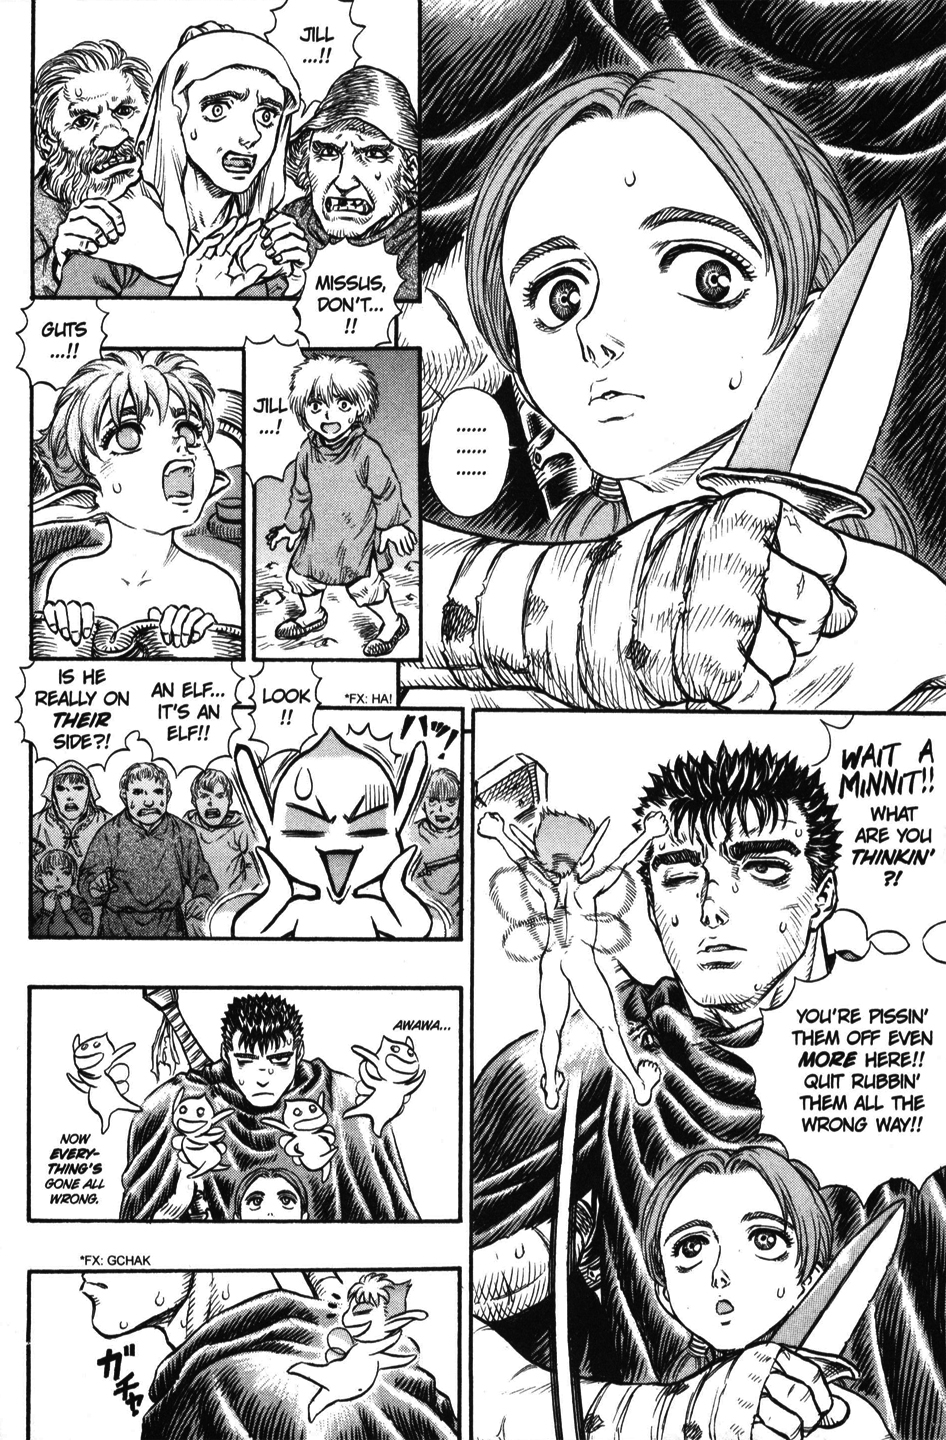 ......
......
......
JILL
...!!
MISSUS,
DON'T...
!!
JILL
...!
GUTS
...!!
WAIT A
MINNIT!!
WHAT
ARE YOU
THINKIN'
?!
YOU'RE PISSIN'
THEM OFF EVEN
MORE HERE!!
QUIT RUBBIN'
THEM ALL THE
WRONG WAY!!
*FX: HA!
ハッ!
LOOK
!!
AN ELF...
IT'S AN
ELF!!
IS HE
REALLY ON
THEIR
SIDE?!
AWAWA...
NOW
EVERY-
THING'S
GONE ALL
WRONG.
*FX: GCHAK
ガチャ